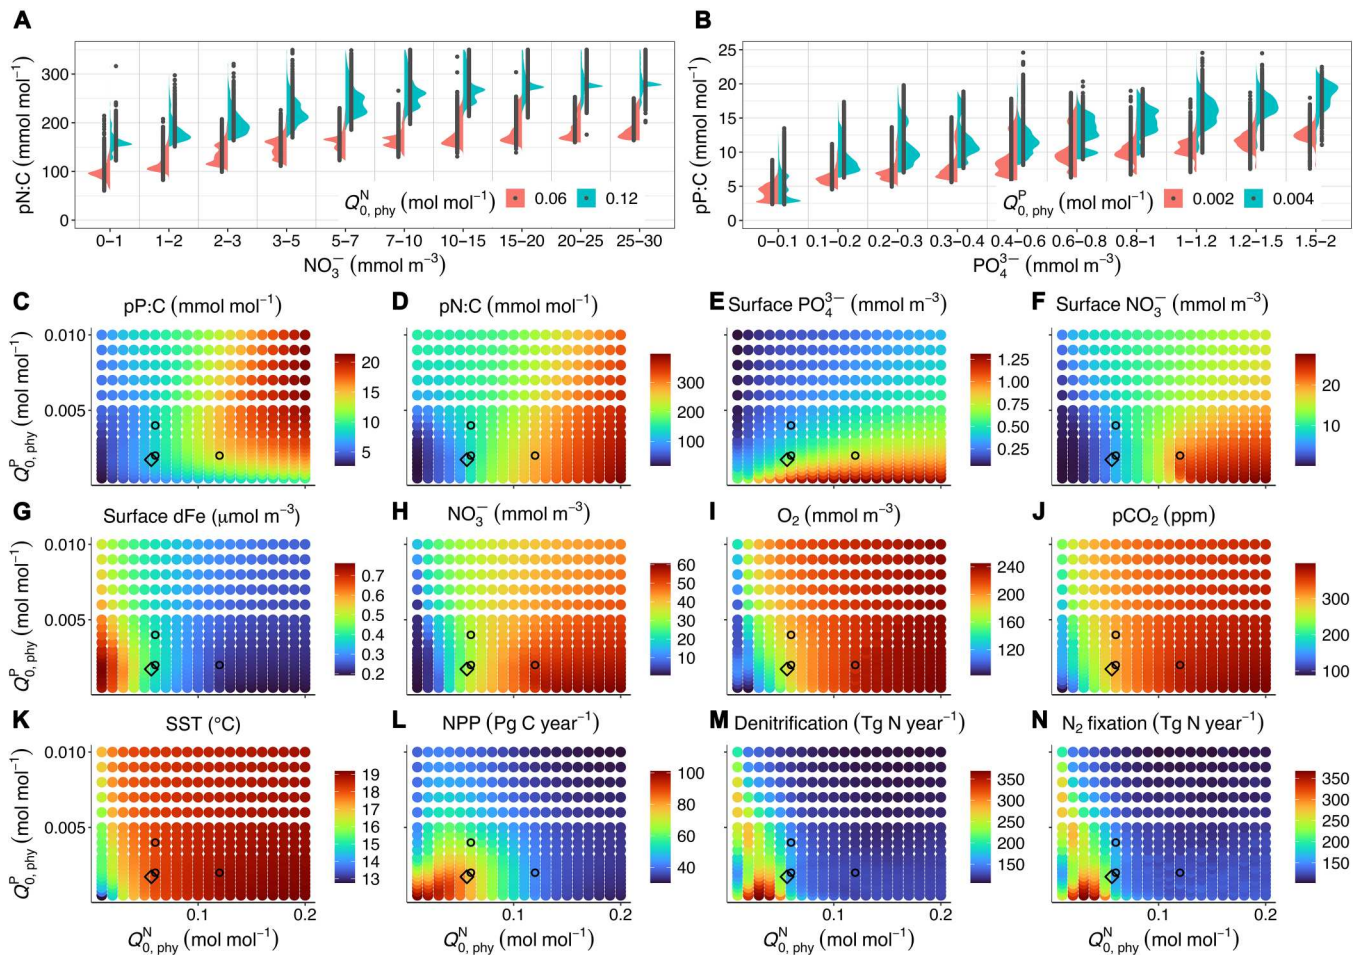 A
B
pN:C (mmol mol⁻¹)
300
200
100
0
Q^N_0, phy (mol mol⁻¹) 0.06 0.12
0–1 1–2 2–3 3–5 5–7 7–10 10–15 15–20 20–25 25–30
NO₃⁻ (mmol m⁻³)
pP:C (mmol mol⁻¹)
25
20
15
10
5
0
Q^P_0, phy (mol mol⁻¹) 0.002 0.004
0–0.1 0.1–0.2 0.2–0.3 0.3–0.4 0.4–0.6 0.6–0.8 0.8–1 1–1.2 1.2–1.5 1.5–2
PO₄³⁻ (mmol m⁻³)
C pP:C (mmol mol⁻¹)
D pN:C (mmol mol⁻¹)
E Surface PO₄³⁻ (mmol m⁻³)
F Surface NO₃⁻ (mmol m⁻³)
Q^P_0, phy (mol mol⁻¹)
0.010
0.005
20
15
10
5
300
200
100
1.25
1.00
0.75
0.50
0.25
20
10
G Surface dFe (μmol m⁻³)
H NO₃⁻ (mmol m⁻³)
I O₂ (mmol m⁻³)
J pCO₂ (ppm)
Q^P_0, phy (mol mol⁻¹)
0.010
0.005
0.7
0.6
0.5
0.4
0.3
0.2
60
50
40
30
20
10
240
200
160
120
300
200
100
K SST (°C)
L NPP (Pg C year⁻¹)
M Denitrification (Tg N year⁻¹)
N N₂ fixation (Tg N year⁻¹)
Q^P_0, phy (mol mol⁻¹)
0.010
0.005
19
18
17
16
15
14
13
100
80
60
40
350
300
250
200
150
350
300
250
200
150
0.1 0.2
0.1 0.2
0.1 0.2
0.1 0.2
Q^N_0, phy (mol mol⁻¹)
Q^N_0, phy (mol mol⁻¹)
Q^N_0, phy (mol mol⁻¹)
Q^N_0, phy (mol mol⁻¹)